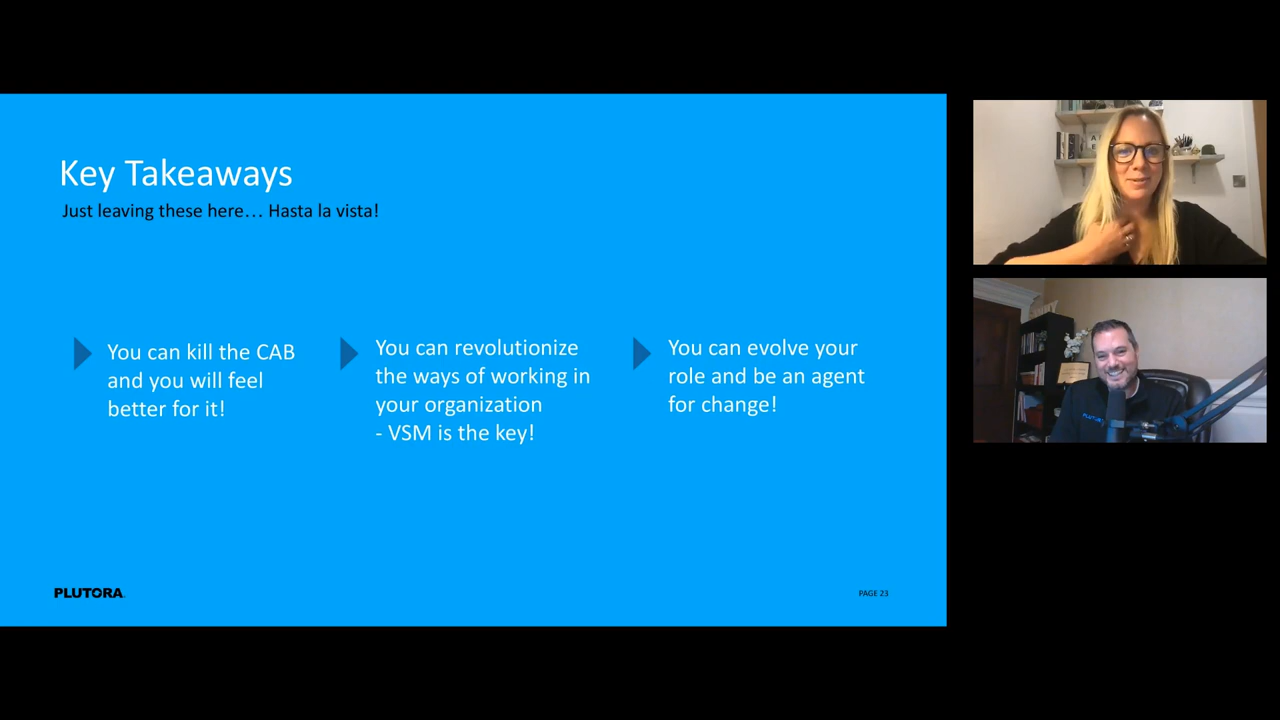 Key Takeaways
Just leaving these here... Hasta la vista!
You can kill the CAB
and you will feel
better for it!
You can revolutionize
the ways of working in
your organization
- VSM is the key!
You can evolve your
role and be an agent
for change!
PLUTORA
PAGE 23